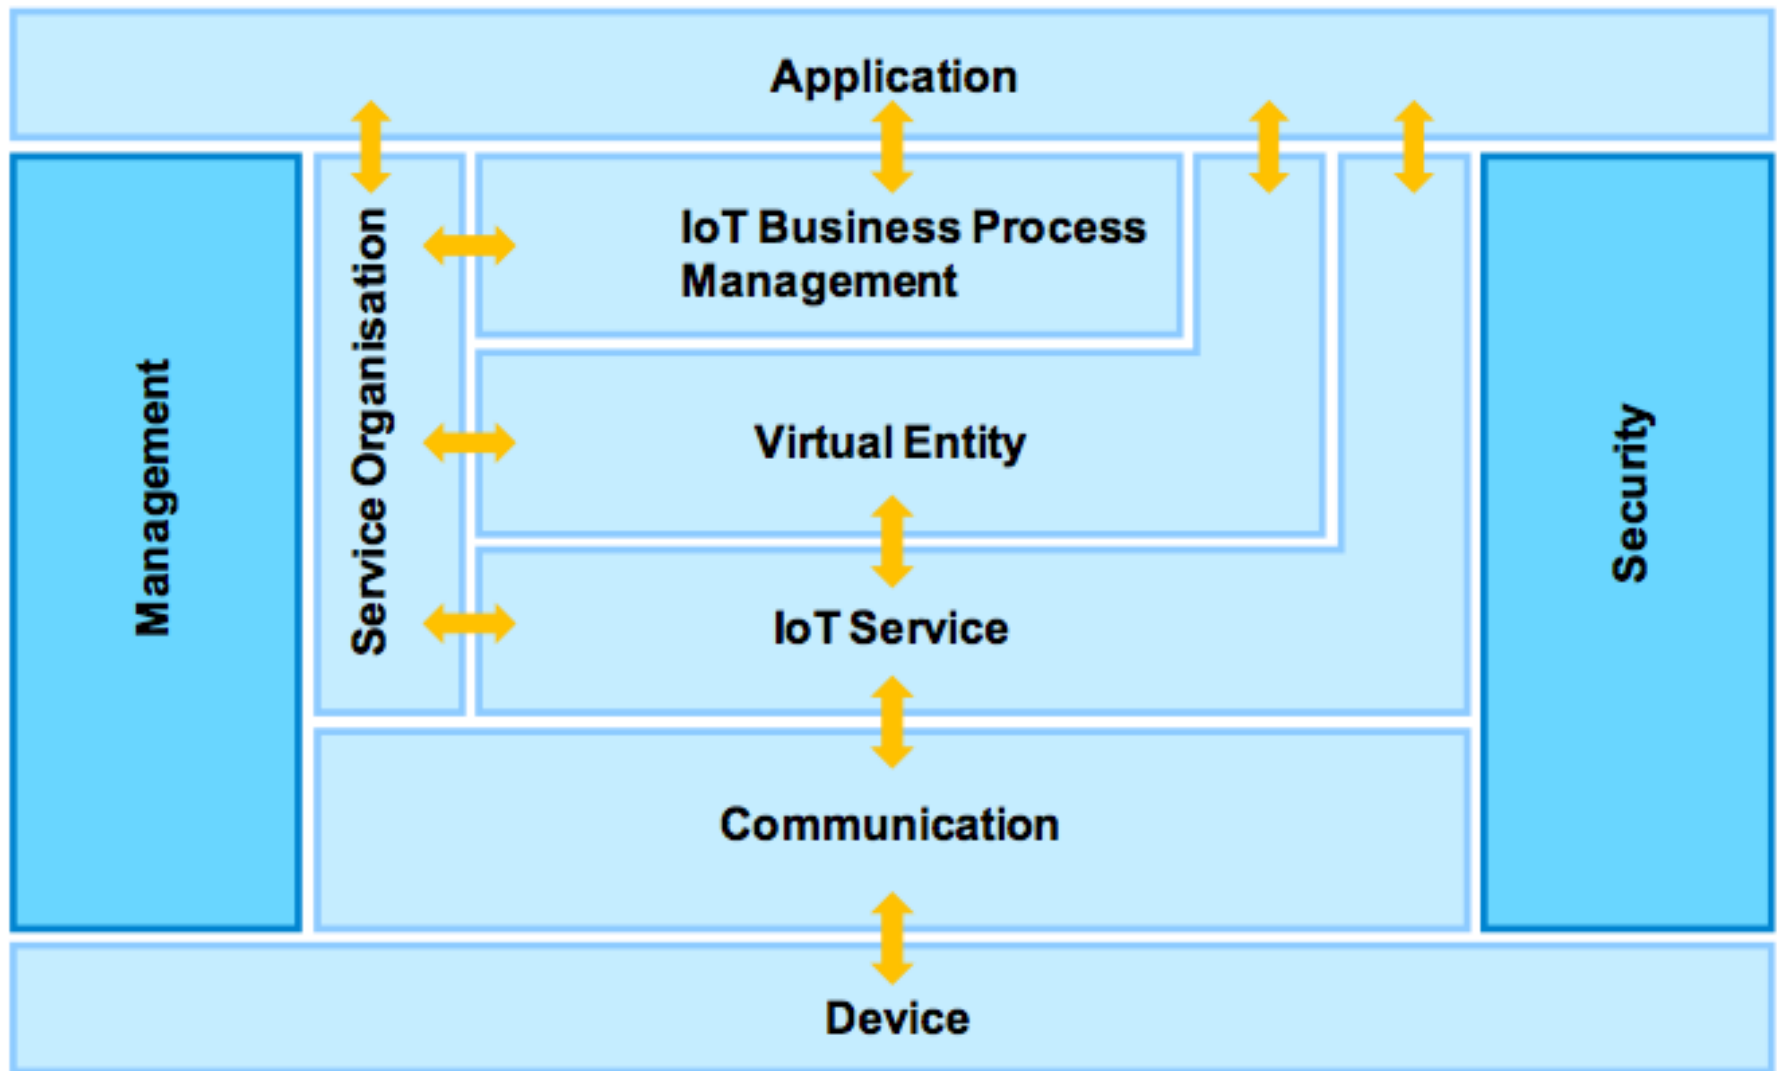 Application
Management
Service Organisation
IoT Business Process
Management
Virtual Entity
IoT Service
Communication
Security
Device